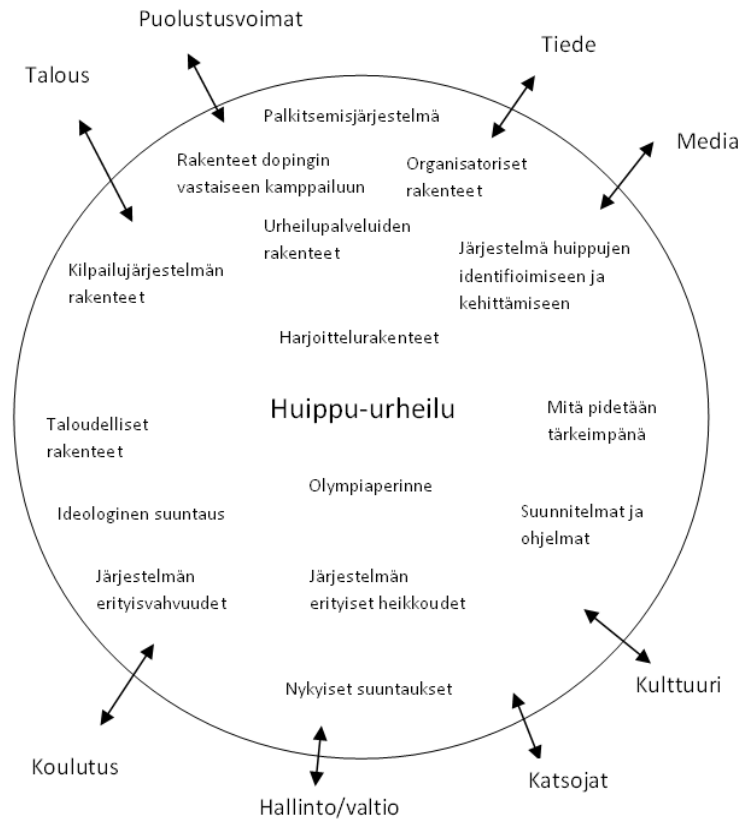 Puolustusvoimat
Tiede
Talous
Media
Palkitsemisjärjestelmä
Rakenteet dopingin
vastaiseen kamppailuun
Organisatoriset
rakenteet
Urheilupalveluiden
rakenteet
Järjestelmä huippujen
identifioimiseen ja
kehittämiseen
Kilpailujärjestelmän
rakenteet
Harjoittelurakenteet
Huippu-urheilu
Mitä pidetään
tärkeimpänä
Taloudelliset
rakenteet
Olympiaperinne
Ideologinen suuntaus
Suunnitelmat ja
ohjelmat
Järjestelmän
erityisvahvuudet
Järjestelmän
erityiset heikkoudet
Nykyiset suuntaukset
Kulttuuri
Koulutus
Katsojat
Hallinto/valtio